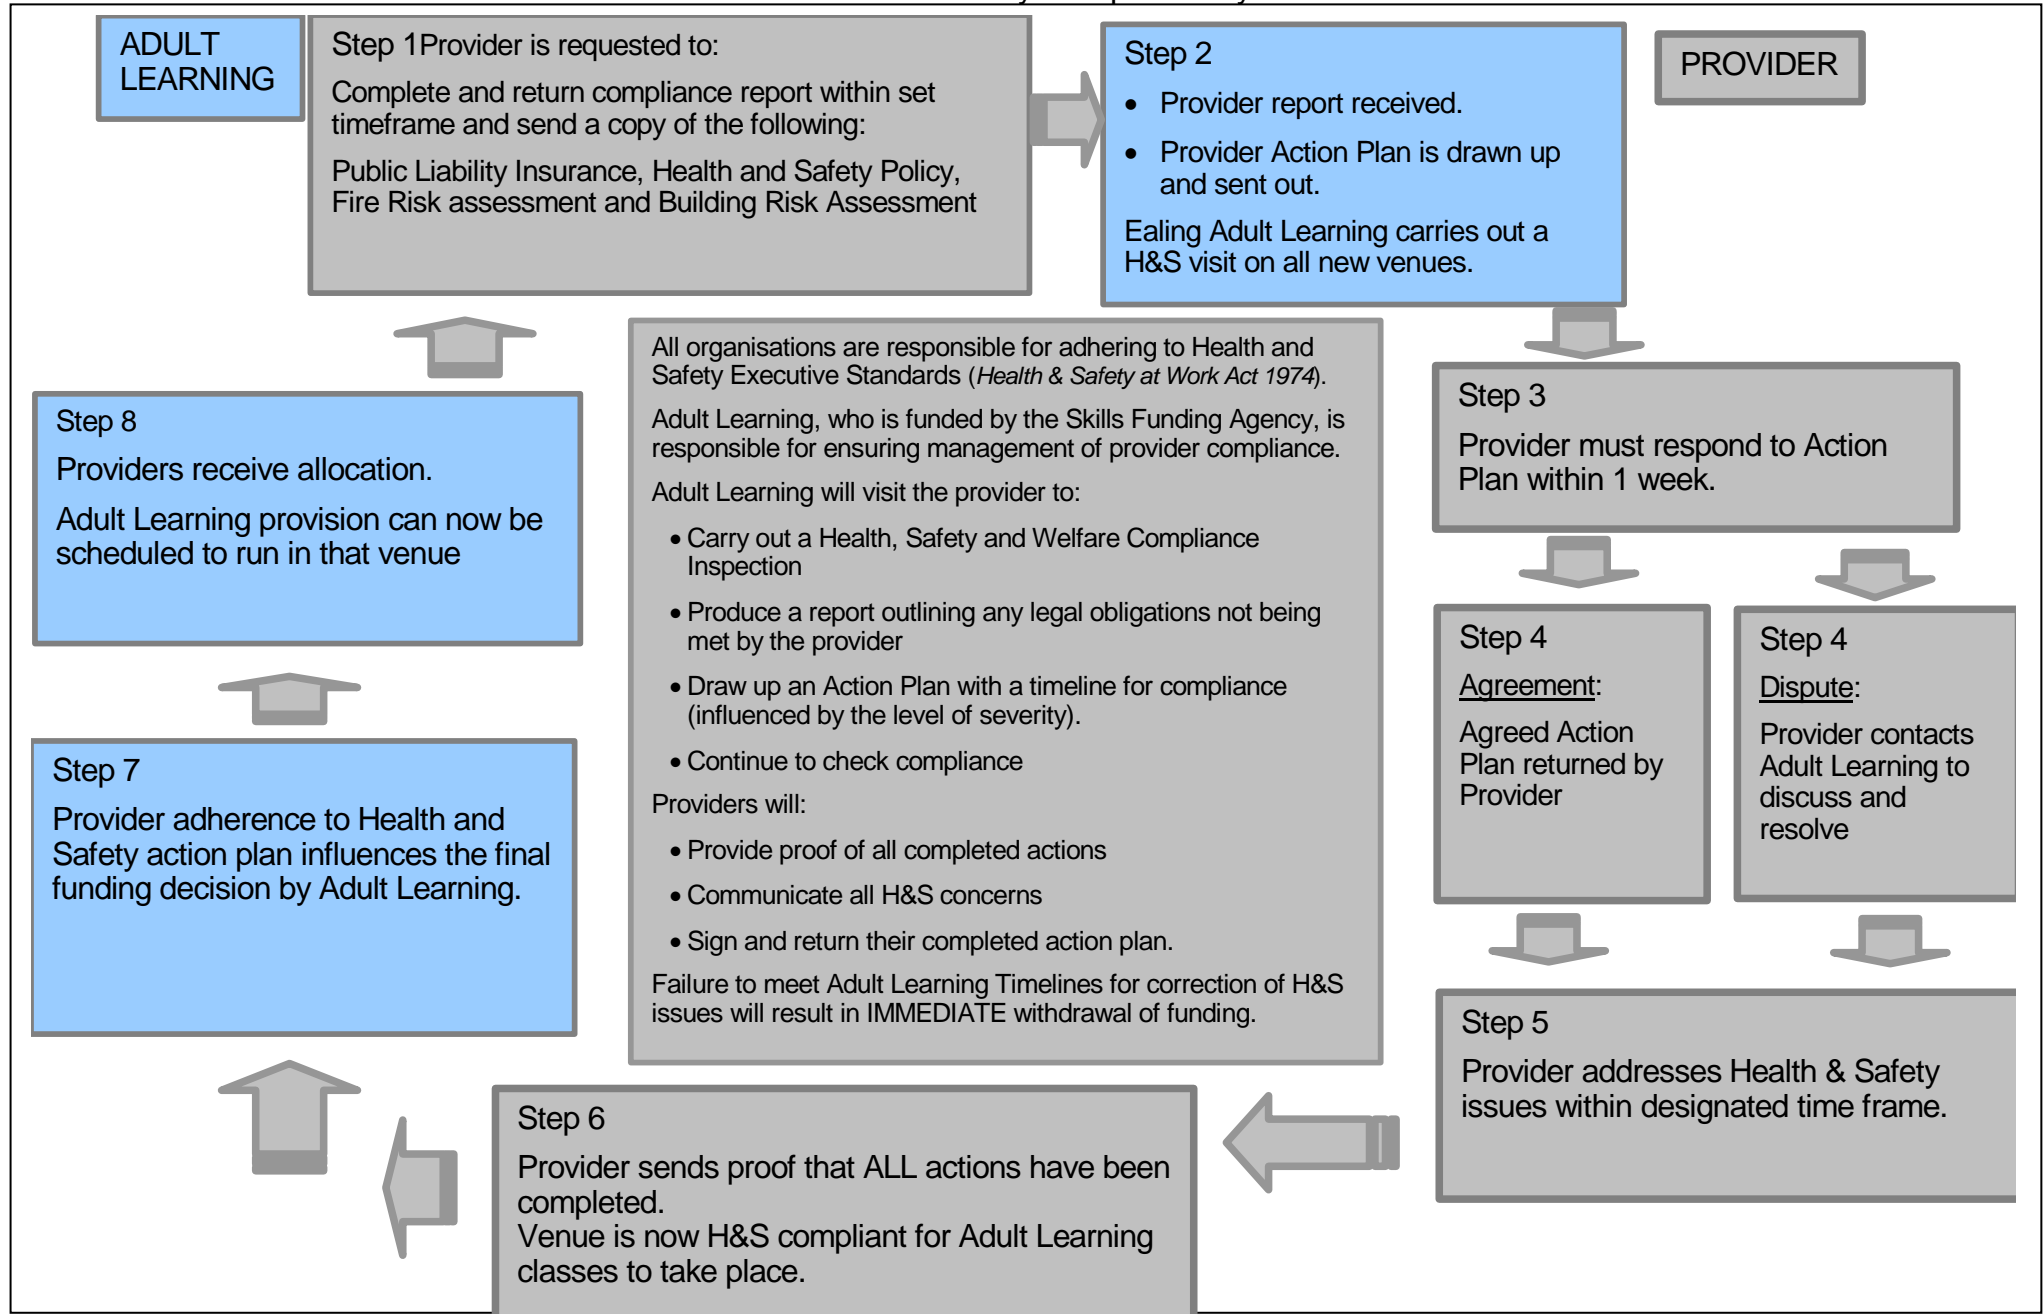 ADULT
LEARNING
Step 1Provider is requested to:
Complete and return compliance report within set
timeframe and send a copy of the following:
Public Liability Insurance, Health and Safety Policy,
Fire Risk assessment and Building Risk Assessment
Step 2
• Provider report received.
• Provider Action Plan is drawn up
and sent out.
Ealing Adult Learning carries out a
H&S visit on all new venues.
PROVIDER
Step 3
Provider must respond to Action
Plan within 1 week.
Step 4
Agreement:
Agreed Action
Plan returned by
Provider
Step 4
Dispute:
Provider contacts
Adult Learning to
discuss and
resolve
Step 5
Provider addresses Health & Safety
issues within designated time frame.
Step 6
Provider sends proof that ALL actions have been
completed.
Venue is now H&S compliant for Adult Learning
classes to take place.
Step 7
Provider adherence to Health and
Safety action plan influences the final
funding decision by Adult Learning.
Step 8
Providers receive allocation.
Adult Learning provision can now be
scheduled to run in that venue
All organisations are responsible for adhering to Health and
Safety Executive Standards (Health & Safety at Work Act 1974).
Adult Learning, who is funded by the Skills Funding Agency, is
responsible for ensuring management of provider compliance.
Adult Learning will visit the provider to:
• Carry out a Health, Safety and Welfare Compliance
Inspection
• Produce a report outlining any legal obligations not being
met by the provider
• Draw up an Action Plan with a timeline for compliance
(influenced by the level of severity).
• Continue to check compliance
Providers will:
• Provide proof of all completed actions
• Communicate all H&S concerns
• Sign and return their completed action plan.
Failure to meet Adult Learning Timelines for correction of H&S
issues will result in IMMEDIATE withdrawal of funding.